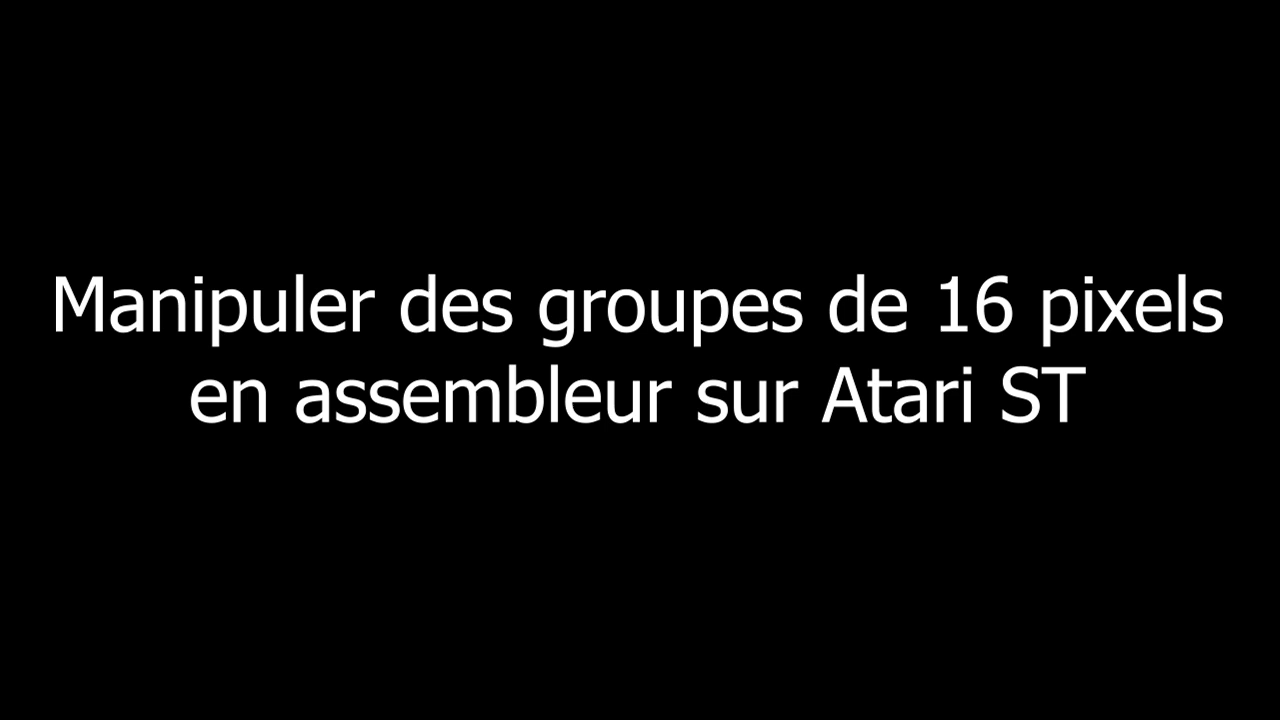 Manipuler des groupes de 16 pixels
en assembleur sur Atari ST